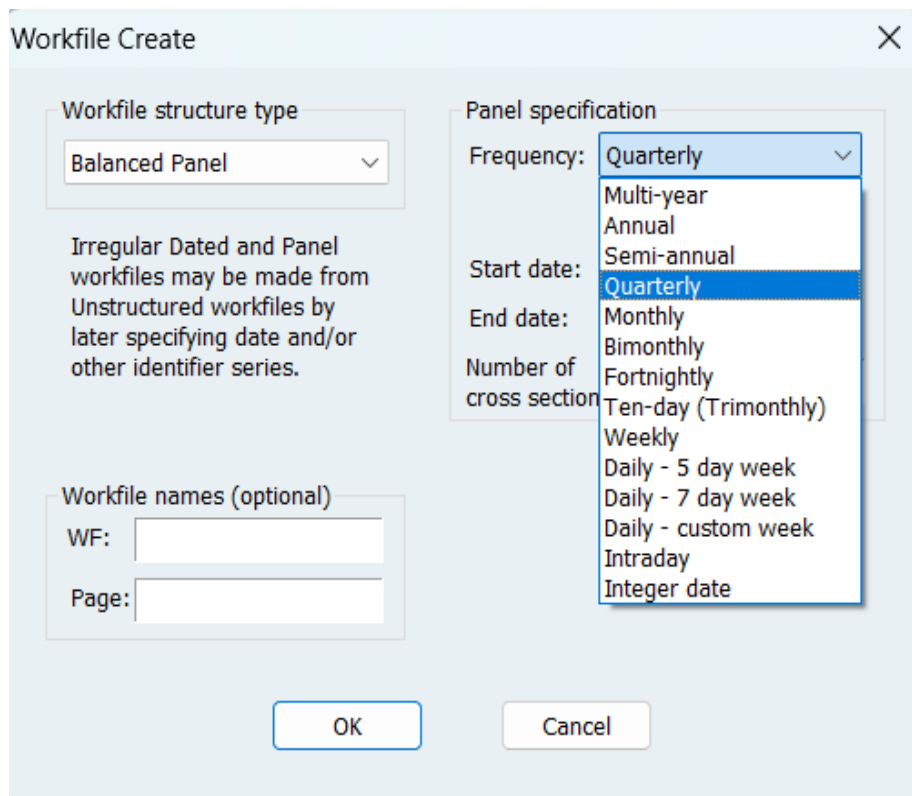 Workfile Create
Workfile structure type
Balanced Panel
Irregular Dated and Panel
workfiles may be made from
Unstructured workfiles by
later specifying date and/or
other identifier series.
Panel specification
Frequency:
Quarterly
Multi-year
Annual
Semi-annual
Quarterly
Monthly
Bimonthly
Fortnightly
Ten-day (Trimonthly)
Weekly
Daily - 5 day week
Daily - 7 day week
Daily - custom week
Intraday
Integer date
Start date:
End date:
Number of
cross section
Workfile names (optional)
WF:
Page:
OK
Cancel